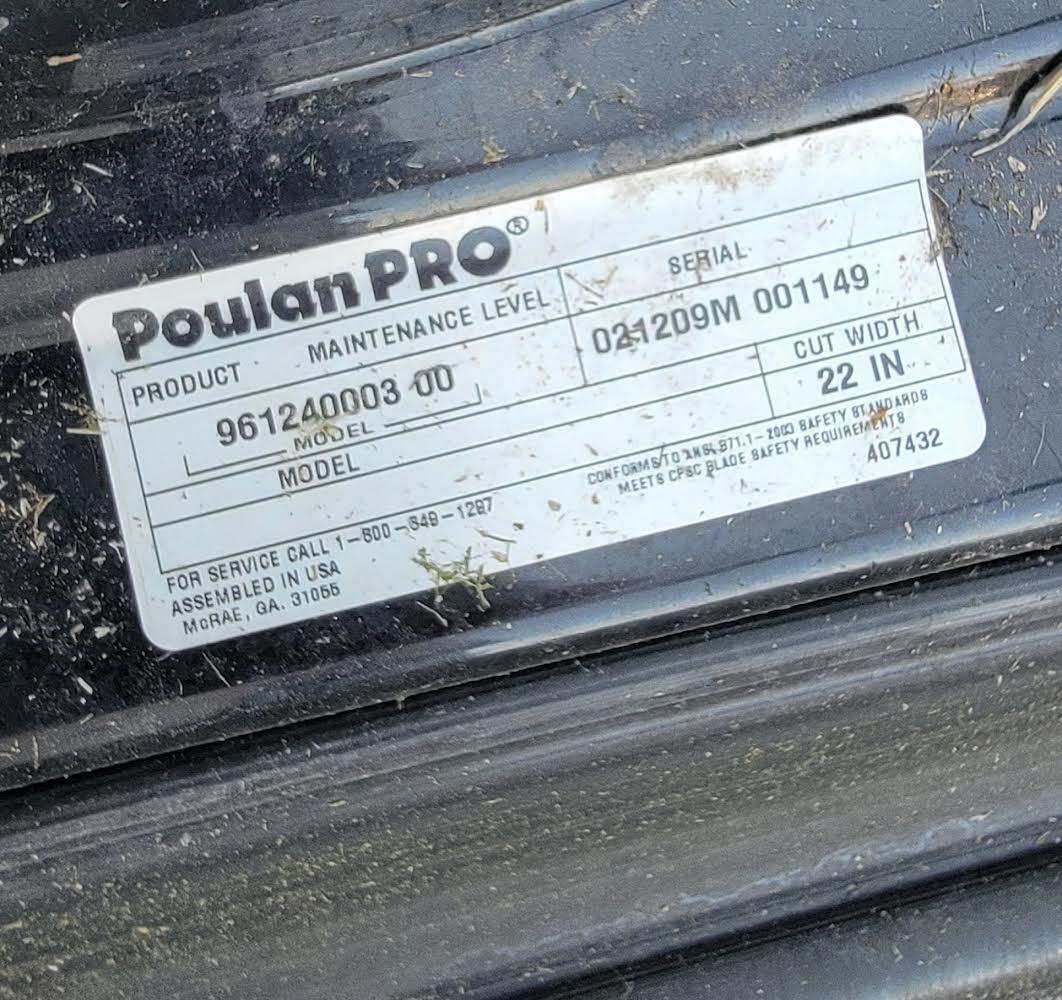 Poulan PRO®
PRODUCT MAINTENANCE LEVEL SERIAL
961240003 00 021209M 001149
MODEL CUT WIDTH
MODEL 22 IN
CONFORMS TO ANSI B71.1-2003 SAFETY STANDARDS
MEETS CPSC BLADE SAFETY REQUIREMENTS
407432
FOR SERVICE CALL 1-800-849-1297
ASSEMBLED IN USA
McRAE, GA. 31055